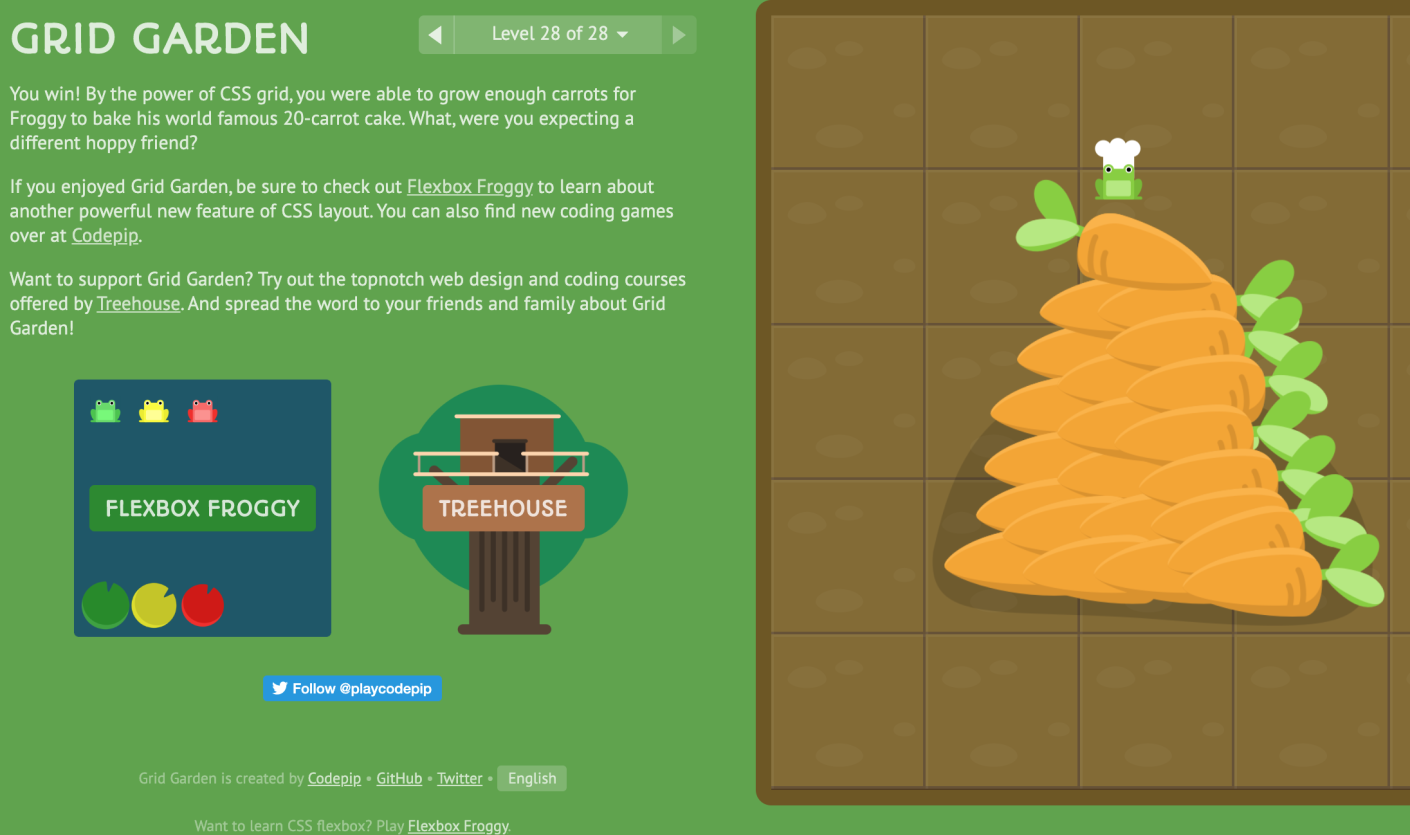 GRID GARDEN
Level 28 of 28
You win! By the power of CSS grid, you were able to grow enough carrots for
Froggy to bake his world famous 20-carrot cake. What, were you expecting a
different hoppy friend?
If you enjoyed Grid Garden, be sure to check out Flexbox Froggy to learn about
another powerful new feature of CSS layout. You can also find new coding games
over at Codepip.
Want to support Grid Garden? Try out the topnotch web design and coding courses
offered by Treehouse. And spread the word to your friends and family about Grid
Garden!
FLEXBOX FROGGY
TREEHOUSE
Follow @playcodepip
Grid Garden is created by Codepip • GitHub • Twitter • English
Want to learn CSS flexbox? Play Flexbox Froggy.